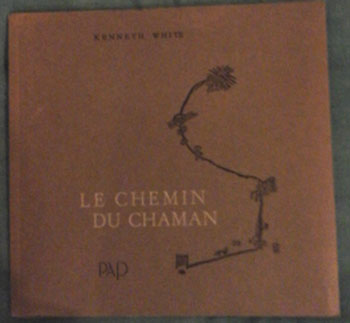 KENNETH WHITE
LE CHEMIN
DU CHAMAN
PAP